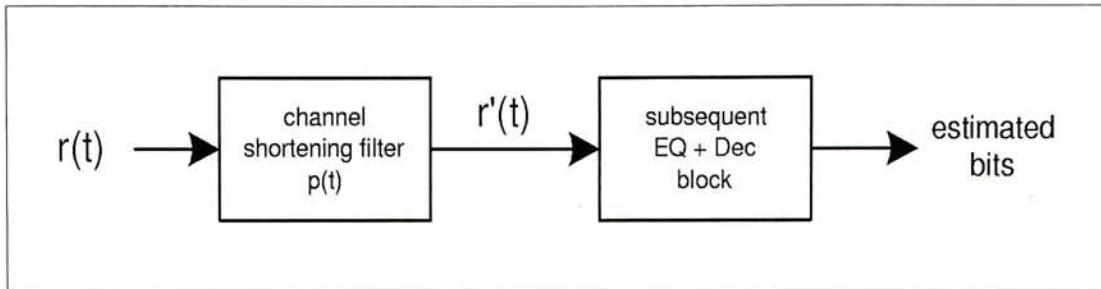 r(t)
channel
shortening filter
p(t)
r'(t)
subsequent
EQ + Dec
block
estimated
bits